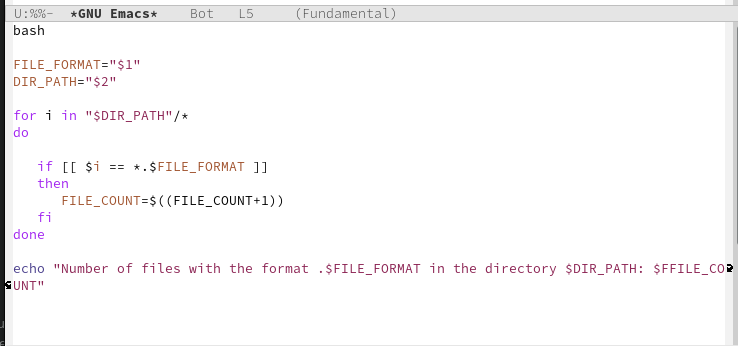 U:%%-  *GNU Emacs*    Bot   L5     (Fundamental)
bash
FILE_FORMAT="$1"
DIR_PATH="$2"
for i in "$DIR_PATH"/*
do
if [[ $i == *.$FILE_FORMAT ]]
then
FILE_COUNT=$((FILE_COUNT+1))
fi
done
echo "Number of files with the format .$FILE_FORMAT in the directory $DIR_PATH: $FFILE_CO
UNT"